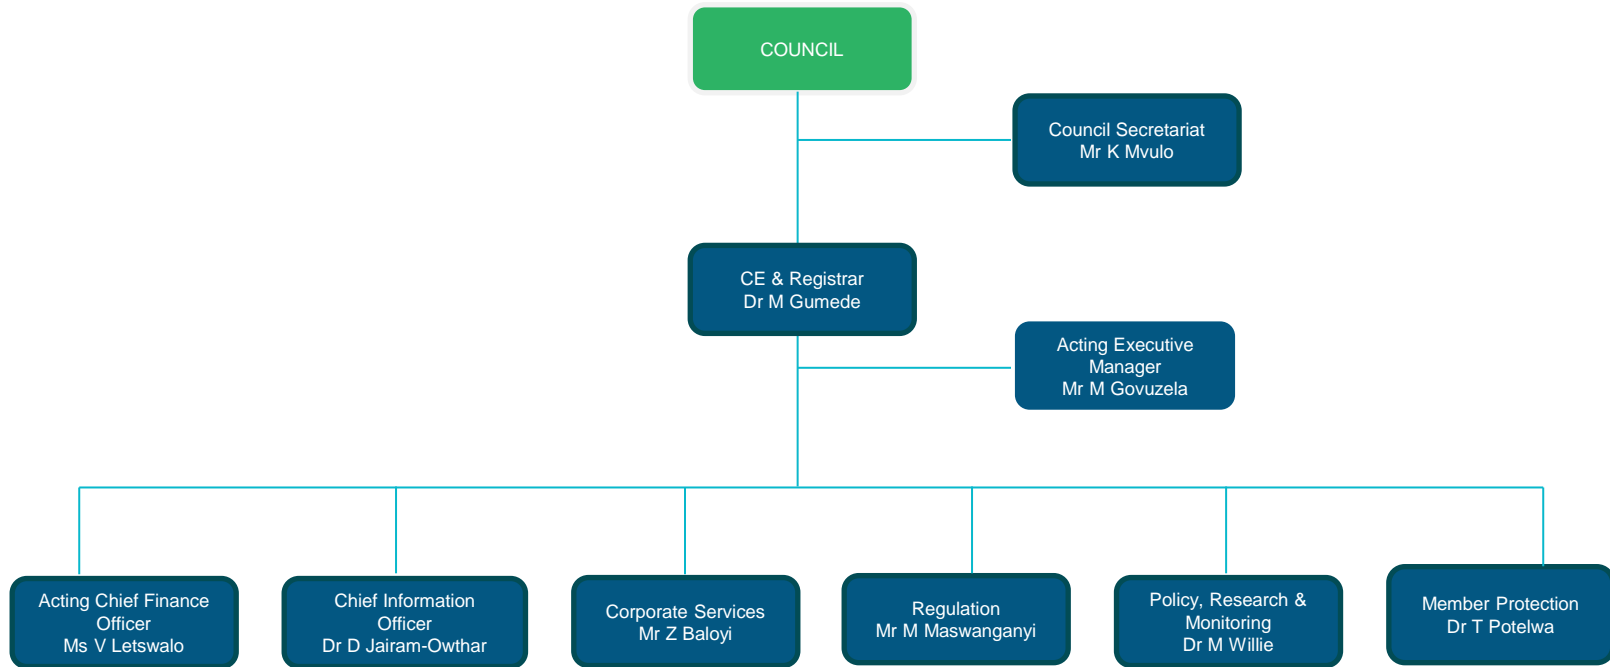 COUNCIL
Council Secretariat
Mr K Mvulo
CE & Registrar
Dr M Gumede
Acting Executive
Manager
Mr M Govuzela
Acting Chief Finance
Officer
Ms V Letswalo
Chief Information
Officer
Dr D Jairam-Owthar
Corporate Services
Mr Z Baloyi
Regulation
Mr M Maswanganyi
Policy, Research &
Monitoring
Dr M Willie
Member Protection
Dr T Potelwa